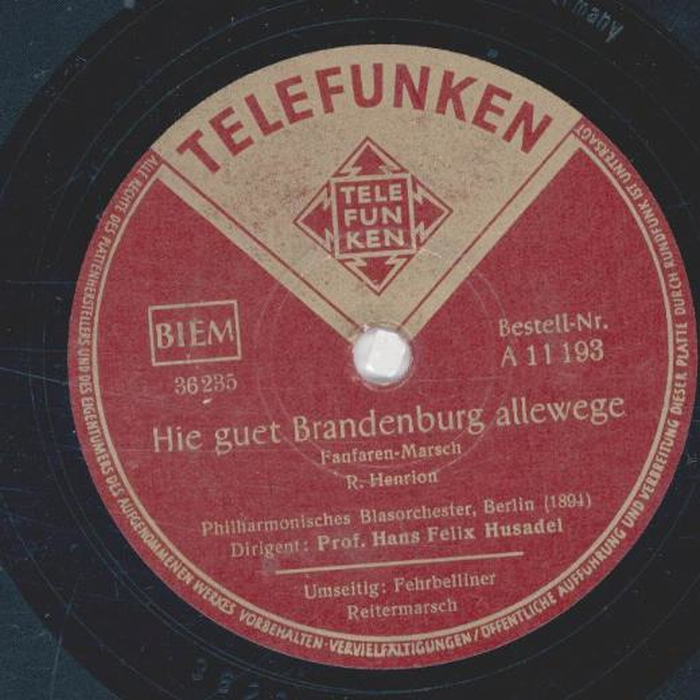 TELEFUNKEN
TELE
FUN
KEN
BIEM
36235
Bestell-Nr.
A 11193
Hie guet Brandenburg allewege
Fanfaren-Marsch
R. Henrion
Philharmonisches Blasorchester, Berlin (1894)
Dirigent: Prof. Hans Felix Husadel
Umseitig: Fehrbelliner
Reitermarsch
ALLE RECHTE DES PLATTENHERSTELLERS UND DES EIGENTÜMERS DES AUFGENOMMENEN WERKES VORBEHALTEN · VERVIELFÄLTIGUNGEN / ÖFFENTLICHE AUFFÜHRUNG UND VERBREITUNG DIESER PLATTE DURCH RUNDFUNK IST UNTERSAGT